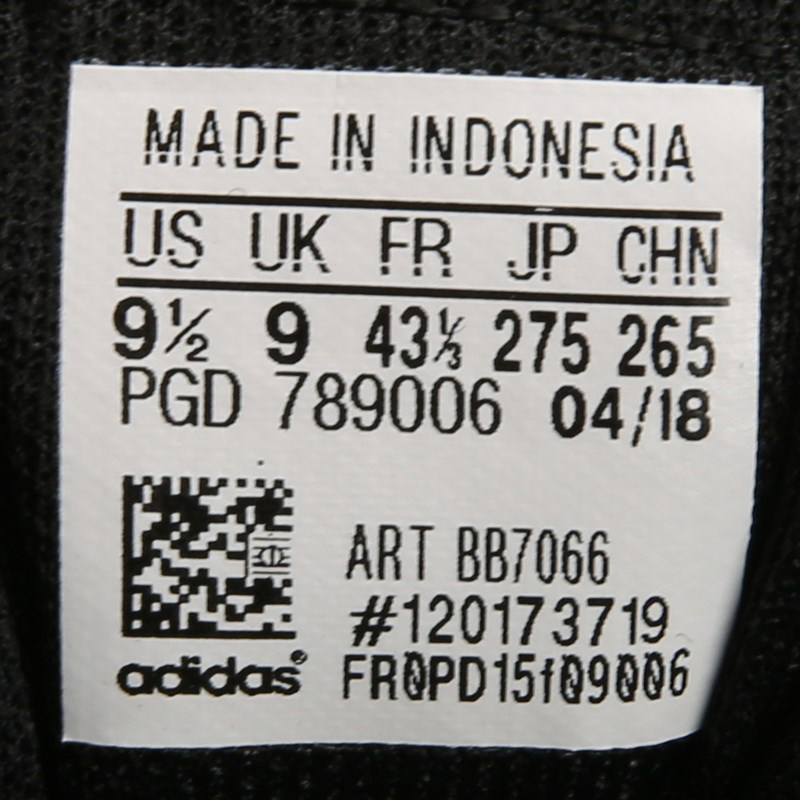 MADE IN INDONESIA
US UK FR JP CHN
9½ 9 43⅓ 275 265
PGD 789006 04/18
ART BB7066
#120173719
adidas® FR0PD15f09006